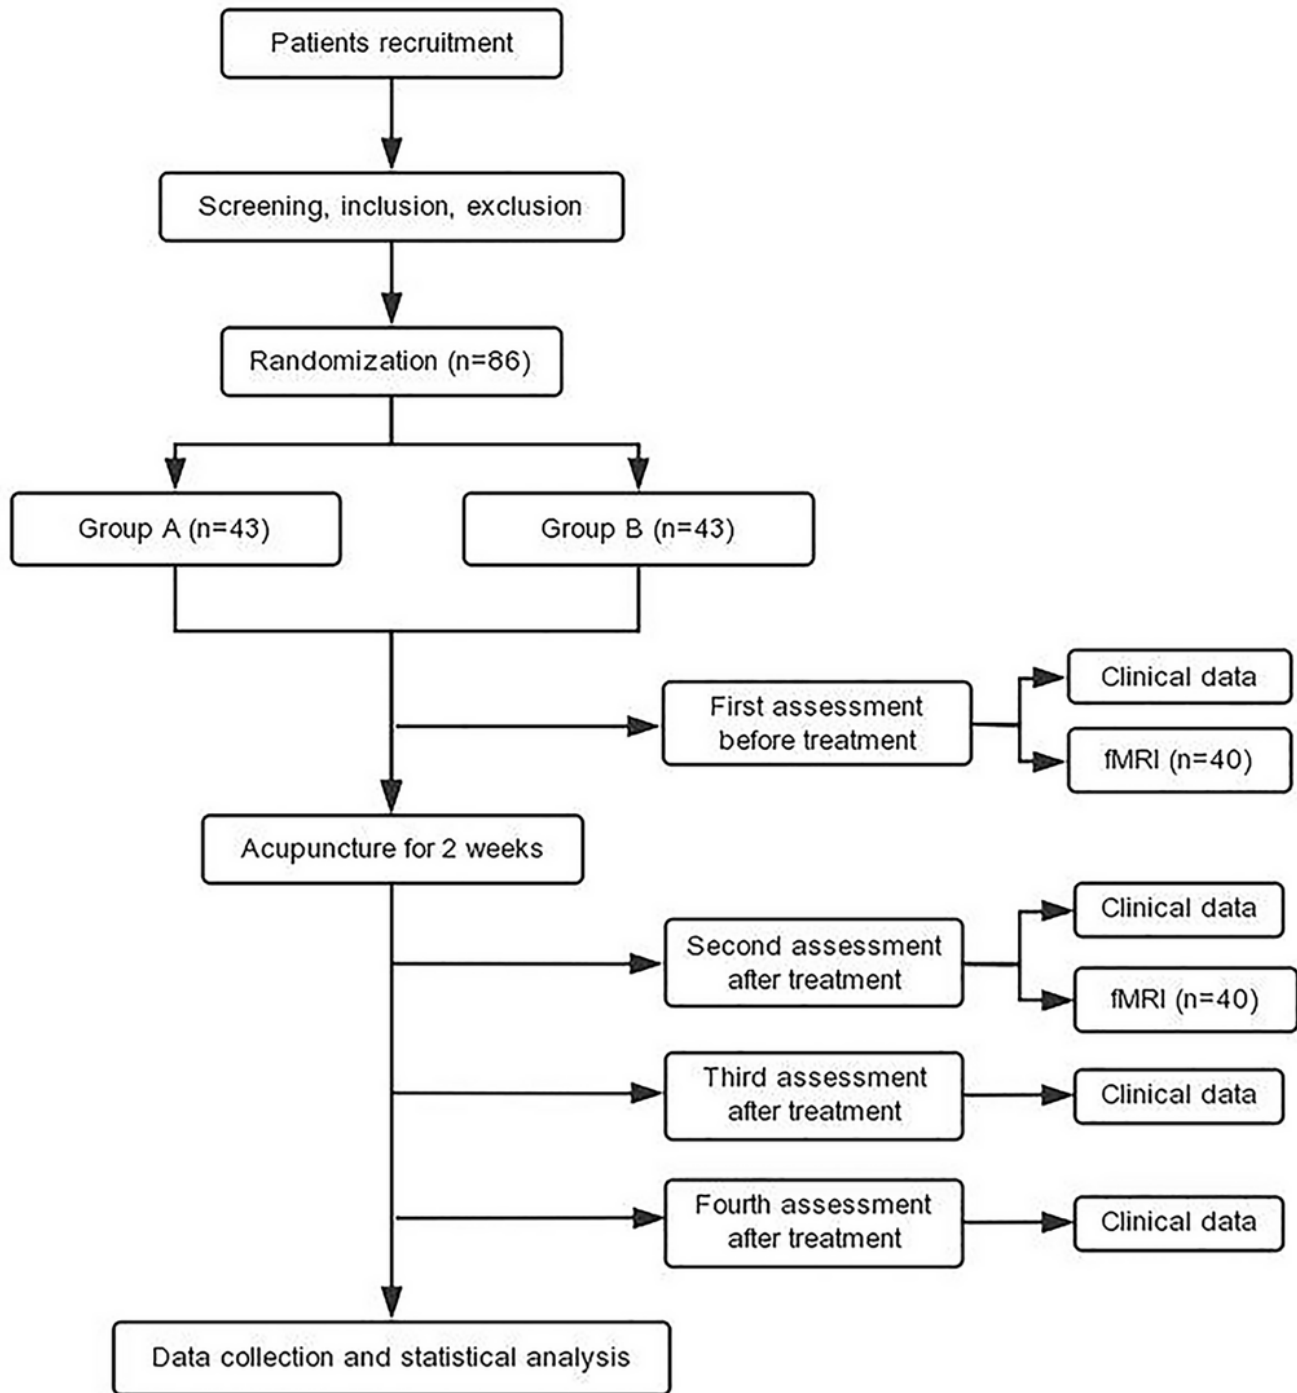 Patients recruitment
Screening, inclusion, exclusion
Randomization (n=86)
Group A (n=43)
Group B (n=43)
First assessment
before treatment
Clinical data
fMRI (n=40)
Acupuncture for 2 weeks
Second assessment
after treatment
Clinical data
fMRI (n=40)
Third assessment
after treatment
Clinical data
Fourth assessment
after treatment
Clinical data
Data collection and statistical analysis